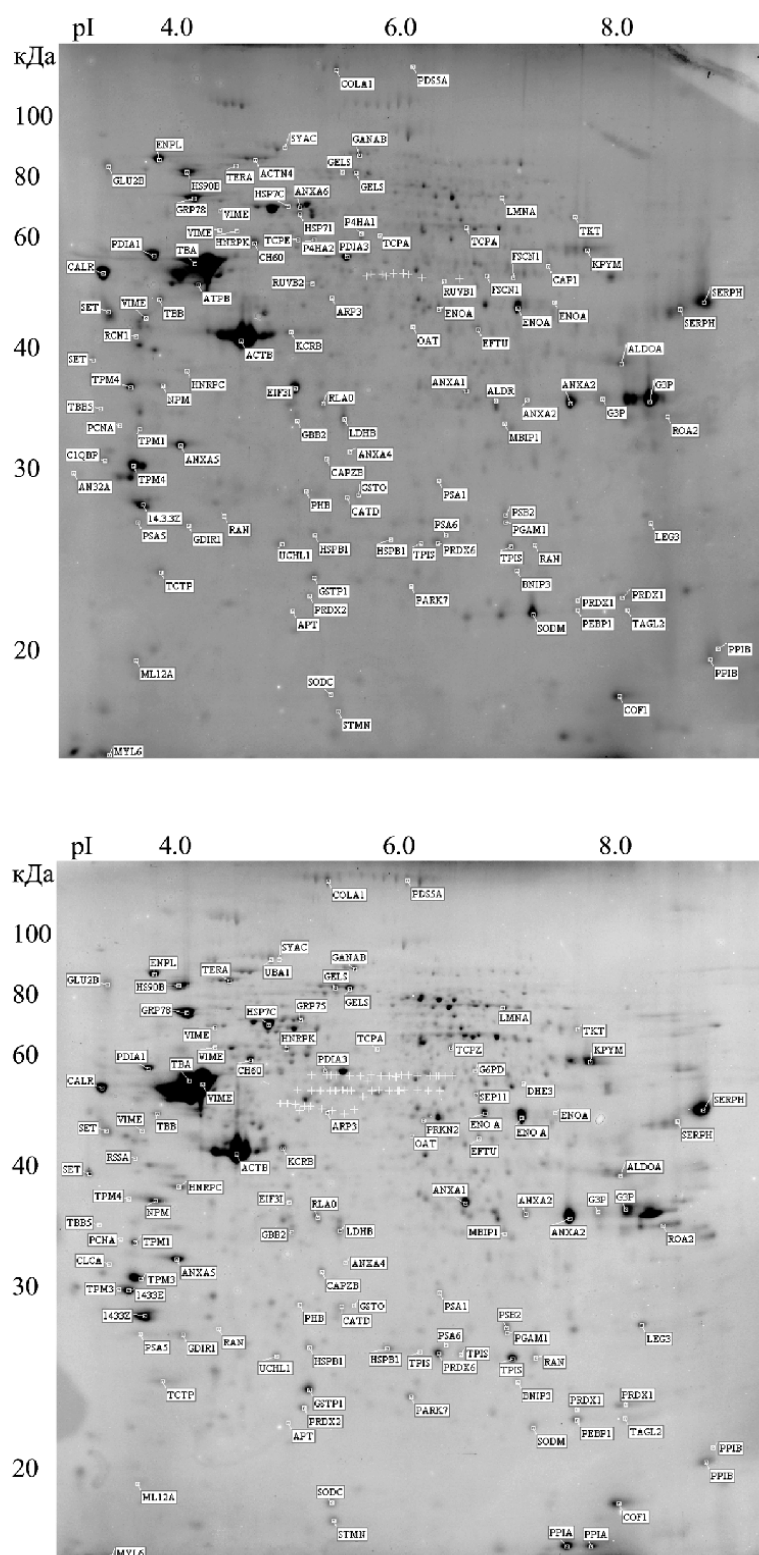 pI 4.0 6.0 8.0
кДа
COLA1 PDS5A
100
ENPL SYAC GANAB
GELS
80 GLU2B HS90B TERA ACTN4 GELS
GRP78 HSP7C ANXA6 LMNA
VIME HSP71 P4HA1 TKT
60 PDIA1 VIME HNRPK TCPE P4HA2 TCPA TCPA
TBA CH60 PDIA3 FSCN1 KPYM
CALR CAP1
ATPB RUVB2 RUVB1 FSCN1 SERPH
SET VIME TBB ARP3 ENOA ENOA ENOA SERPH
RCN1 KCRB OAT EFTU
40 SET ACTB ALDOA
TPM4 HNRPC EIF3I ANXA1 ALDR ANXA2 G3P
NPM RLA0 ANXA2 G3P
TBB5 PCNA GBB2 LDHB MBIP1 ROA2
TPM1 ANXA5 ANXA4
30 C1QBP CAPZB
AN32A TPM4 PHB GSTO PSA1
14.3.3Z CATD PSB2
PSA5 GDIR1 RAN PSA6 PGAM1 LEG3
UCHL1 HSPB1 HSPB1 TPIS PRDX6 TPIS RAN
TCTP GSTP1 BNIP3
PRDX2 PARK7 PRDX1 PRDX1
APT SODM PEBP1 TAGL2
20 PPIB
ML12A PPIB
SODC COF1
STMN
MYL6
pI 4.0 6.0 8.0
кДа
COLA1 PDS5A
100
ENPL SYAC GANAB
GLU2B TERA UBA1 GELS
80 HS90B GELS
GRP78 HSP7C GRP75 LMNA
VIME HNRPK TKT
60 PDIA1 VIME TCPA TCPZ KPYM
TBA CH60 PDIA3 G6PD
CALR VIME DHE3 SERPH
SEP11
SET VIME TBB ARP3 PRKN2 ENOA ENOA ENOA SERPH
RSSA KCRB OAT EFTU
40 SET ACTB ALDOA
TPM4 HNRPC EIF3I ANXA1 ANXA2 G3P G3P
NPM RLA0
TBB5 GBB2 LDHB MBIP1 ANXA2 ROA2
PCNA TPM1
CLCA ANXA5 ANXA4
30 TPM3 TPM3 CAPZB
1433E PSA1
1433Z PHB GSTO
CATD PSB2
PSA5 GDIR1 RAN PSA6 PGAM1 LEG3
UCHL1 HSPB1 HSPB1 TPIS PRDX6 TPIS TPIS RAN
TCTP GSTP1 PARK7 BNIP3 PRDX1 PRDX1
PRDX2
APT SODM PEBP1 TAGL2
20 PPIB
PPIB
ML12A SODC COF1
STMN PPIA PPIA
MYL6